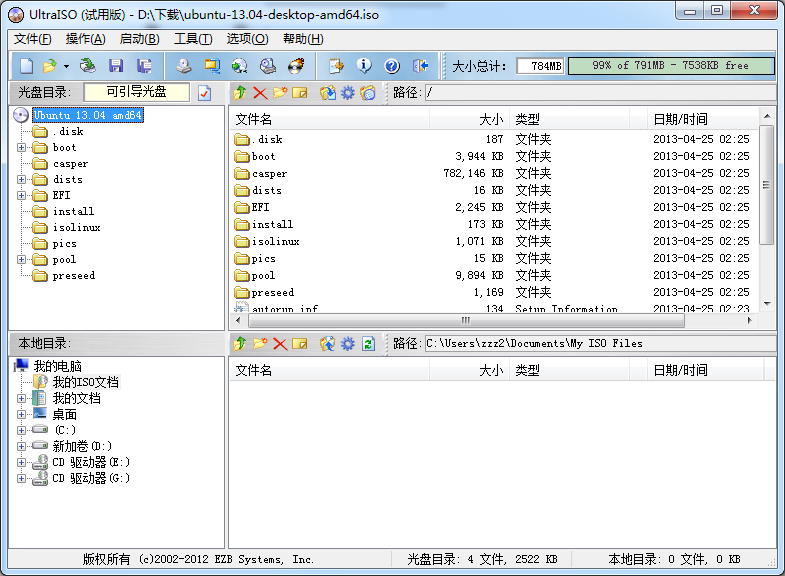 UltraISO (试用版) - D:\下载\ubuntu-13.04-desktop-amd64.iso
文件(F) 操作(A) 启动(B) 工具(T) 选项(O) 帮助(H)
大小总计: 784MB 99% of 791MB - 7538KB free
光盘目录: 可引导光盘 路径: /
Ubuntu 13.04 amd64
.disk
boot
casper
dists
EFI
install
isolinux
pics
pool
preseed
文件名 大小 类型 日期/时间
.disk 187 文件夹 2013-04-25 02:25
boot 3,944 KB 文件夹 2013-04-25 02:25
casper 782,146 KB 文件夹 2013-04-25 02:25
dists 16 KB 文件夹 2013-04-25 02:25
EFI 2,245 KB 文件夹 2013-04-25 02:25
install 173 KB 文件夹 2013-04-25 02:25
isolinux 1,071 KB 文件夹 2013-04-25 02:25
pics 15 KB 文件夹 2013-04-25 02:25
pool 9,894 KB 文件夹 2013-04-25 02:25
preseed 1,169 文件夹 2013-04-25 02:25
autorun.inf 134 Setup Information 2013-04-25 02:23
本地目录: 路径: C:\Users\zzz2\Documents\My ISO Files
我的电脑
我的ISO文档
我的文档
桌面
(C:)
新加卷(D:)
CD 驱动器(E:)
CD 驱动器(G:)
文件名 大小 类型 日期/时间
版权所有 (c)2002-2012 EZB Systems, Inc. 光盘目录: 4 文件, 2522 KB 本地目录: 0 文件, 0 KB